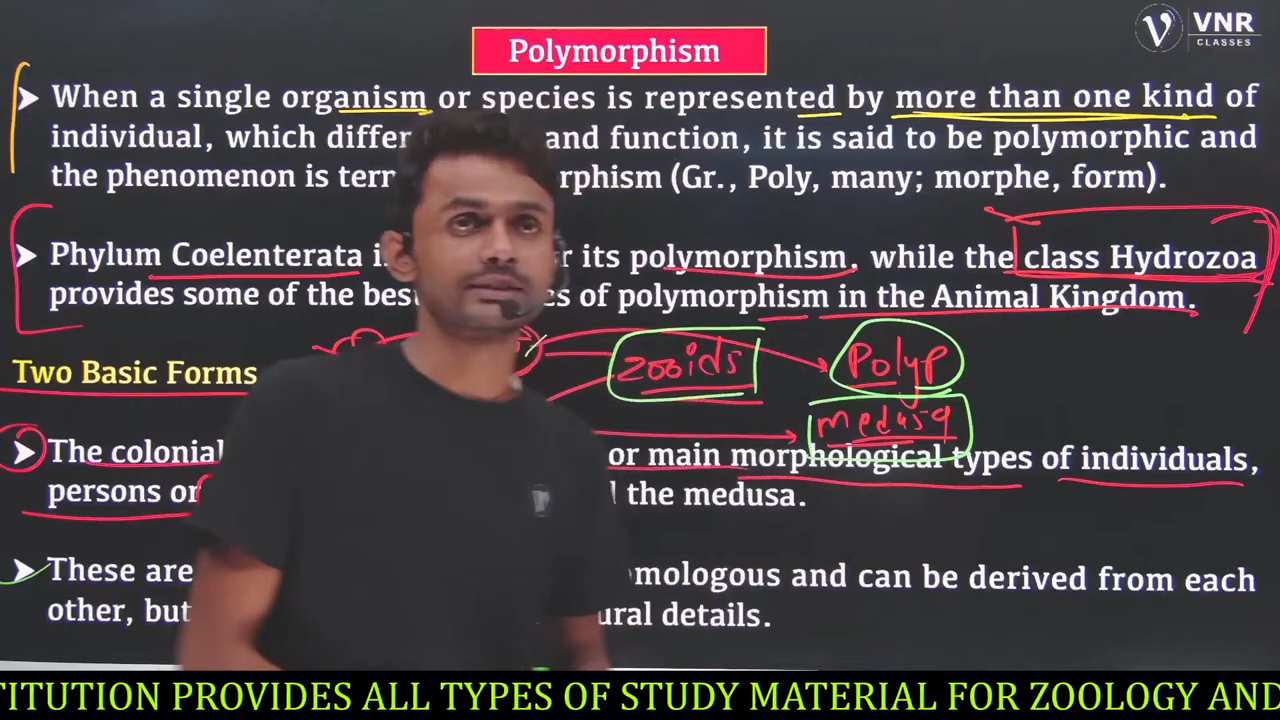 Polymorphism
VNR
CLASSES
➤ When a single organism or species is represented by more than one kind of
individual, which differ and function, it is said to be polymorphic and
the phenomenon is rphism (Gr., Poly, many; morphe, form).
➤ Phylum Coelenterata its polymorphism, while the class Hydrozoa
provides some of the best of polymorphism in the Animal Kingdom.
Two Basic Forms
zooids
Polyp
medusa
➤ The colonial or main morphological types of individuals,
persons or the medusa.
➤ These are mologous and can be derived from each
other, but ural details.
TITUTION PROVIDES ALL TYPES OF STUDY MATERIAL FOR ZOOLOGY AND